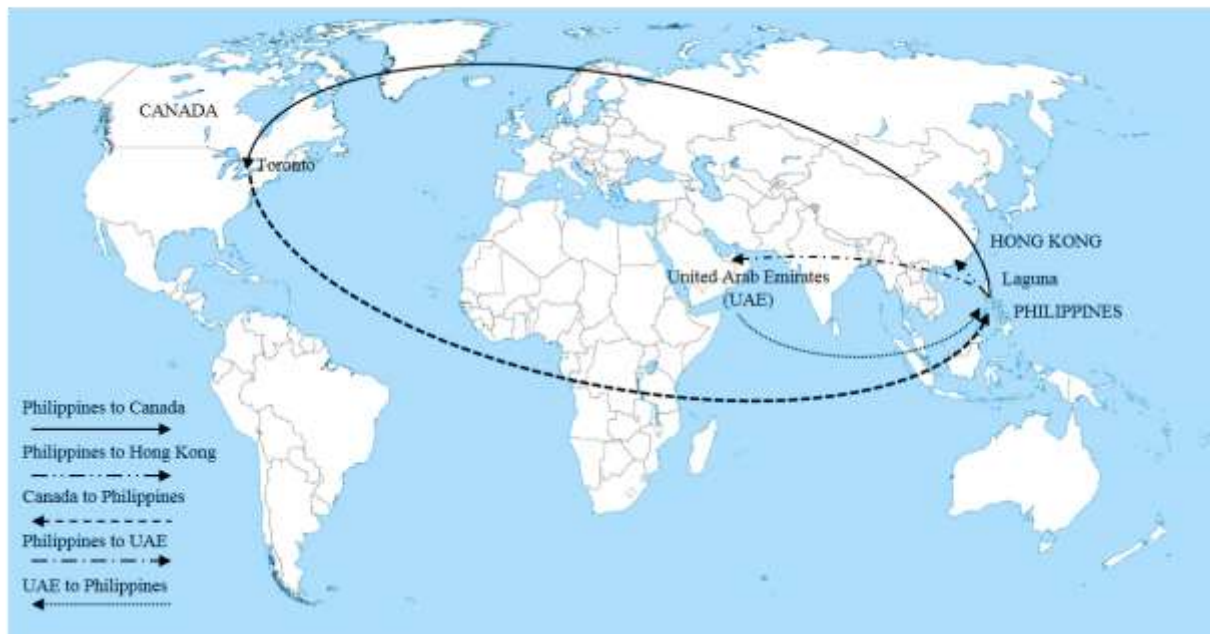 CANADA
Toronto
HONG KONG
United Arab Emirates
(UAE)
Laguna
PHILIPPINES
Philippines to Canada
Philippines to Hong Kong
Canada to Philippines
Philippines to UAE
UAE to Philippines